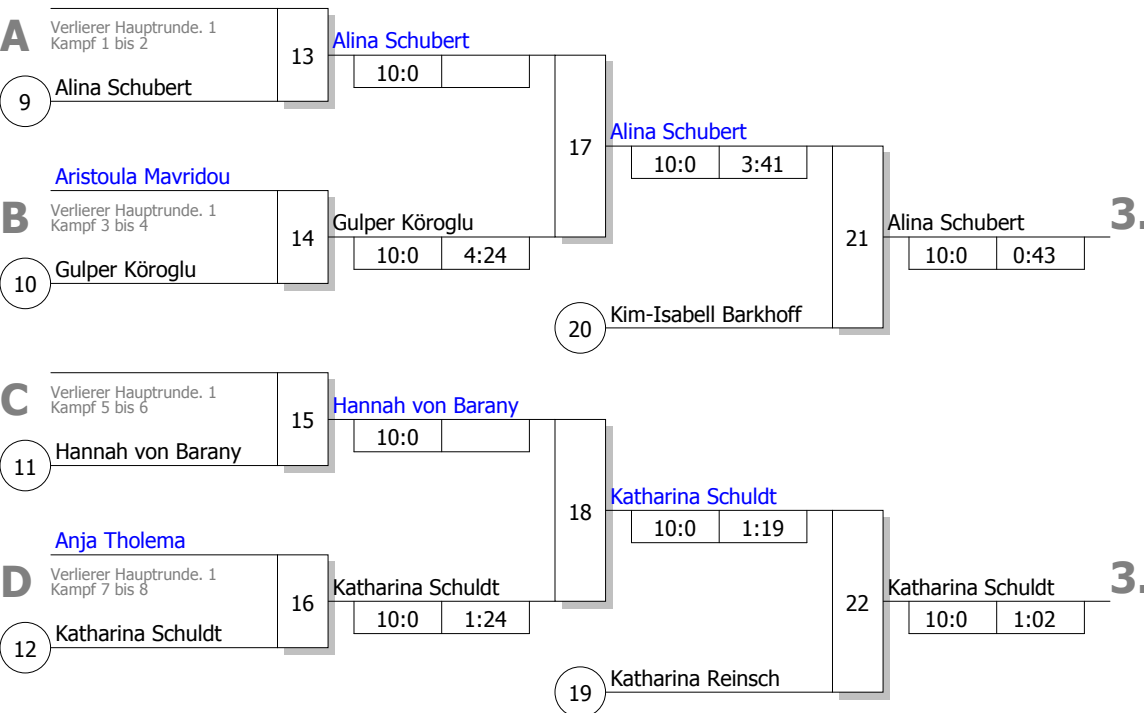 A
Verlierer Hauptrunde. 1
Kampf 1 bis 2
9
Alina Schubert
13
Alina Schubert
10:0
Aristoula Mavridou
B
Verlierer Hauptrunde. 1
Kampf 3 bis 4
10
Gulper Köroglu
14
Gulper Köroglu
10:0 4:24
17
Alina Schubert
10:0 3:41
20
Kim-Isabell Barkhoff
21
Alina Schubert
10:0 0:43
3.
C
Verlierer Hauptrunde. 1
Kampf 5 bis 6
11
Hannah von Barany
15
Hannah von Barany
10:0
Anja Tholema
D
Verlierer Hauptrunde. 1
Kampf 7 bis 8
12
Katharina Schuldt
16
Katharina Schuldt
10:0 1:24
18
Katharina Schuldt
10:0 1:19
19
Katharina Reinsch
22
Katharina Schuldt
10:0 1:02
3.